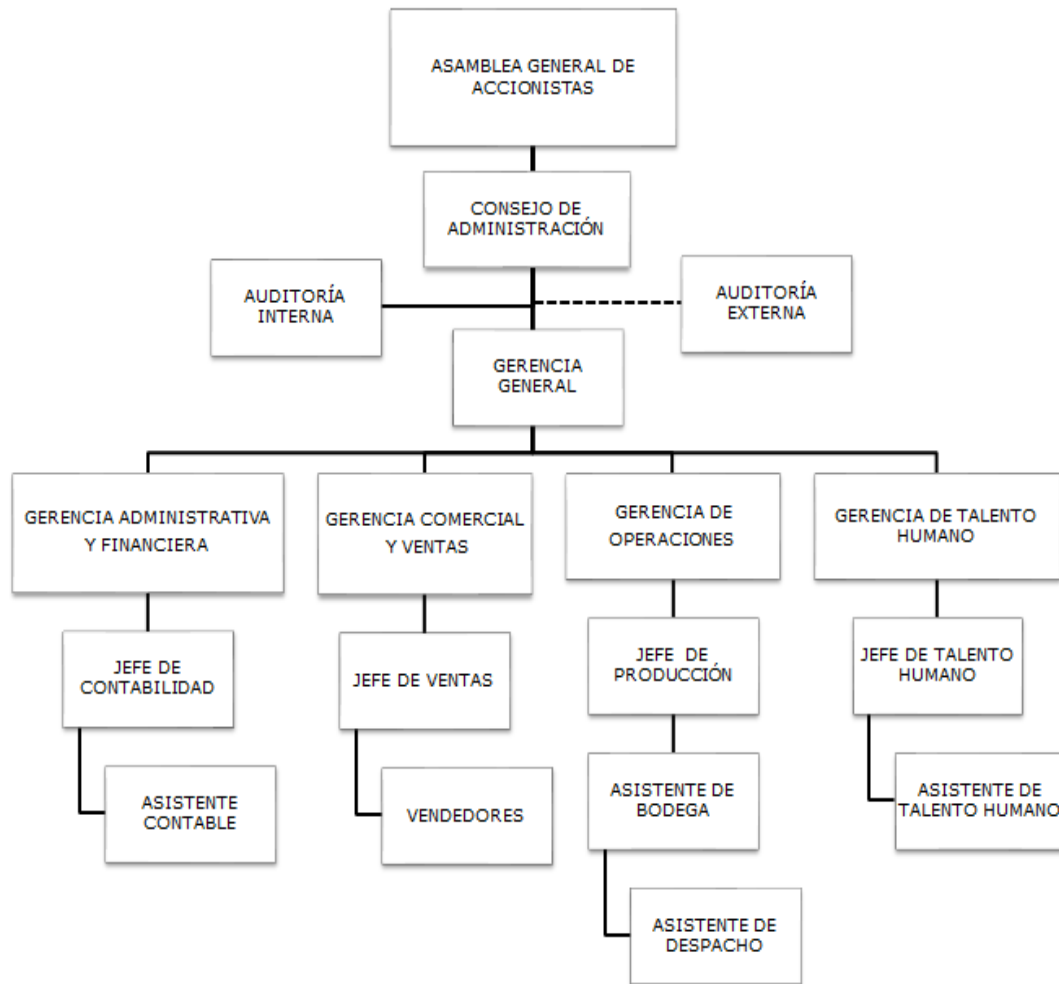 ASAMBLEA GENERAL DE
ACCIONISTAS
CONSEJO DE
ADMINISTRACIÓN
AUDITORÍA
INTERNA
AUDITORÍA
EXTERNA
GERENCIA
GENERAL
GERENCIA ADMINISTRATIVA
Y FINANCIERA
GERENCIA COMERCIAL
Y VENTAS
GERENCIA DE
OPERACIONES
GERENCIA DE TALENTO
HUMANO
JEFE DE
CONTABILIDAD
JEFE DE VENTAS
JEFE DE
PRODUCCIÓN
JEFE DE TALENTO
HUMANO
ASISTENTE
CONTABLE
VENDEDORES
ASISTENTE DE
BODEGA
ASISTENTE DE
TALENTO HUMANO
ASISTENTE DE
DESPACHO